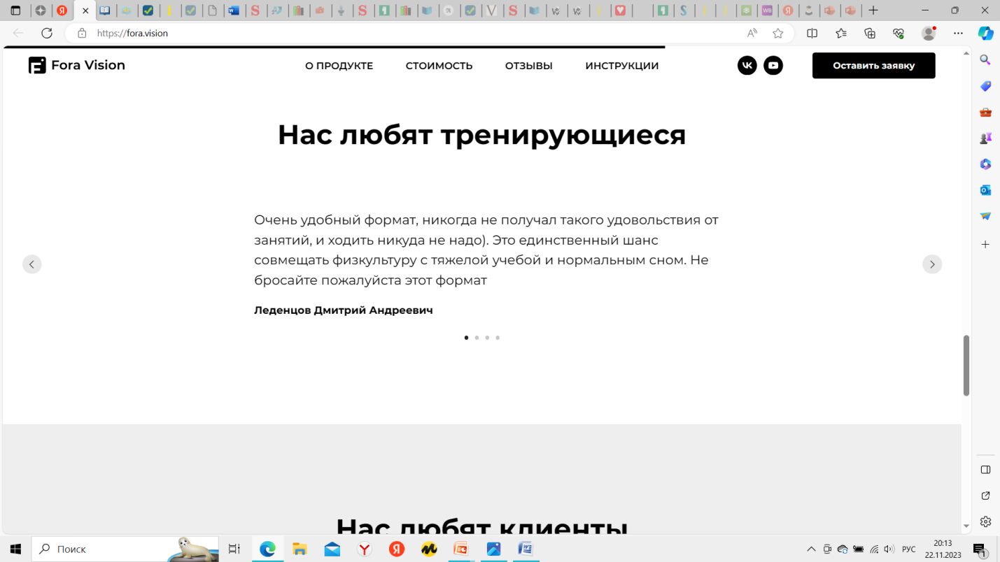 https://fora.vision
Fora Vision
О ПРОДУКТЕ СТОИМОСТЬ ОТЗЫВЫ ИНСТРУКЦИИ
Оставить заявку
Нас любят тренирующиеся
Очень удобный формат, никогда не получал такого удовольствия от
занятий, и ходить никуда не надо). Это единственный шанс
совмещать физкультуру с тяжелой учебой и нормальным сном. Не
бросайте пожалуйста этот формат
Леденцов Дмитрий Андреевич
Нас любят клиенты
Поиск
РУС
20:13
22.11.2023
1